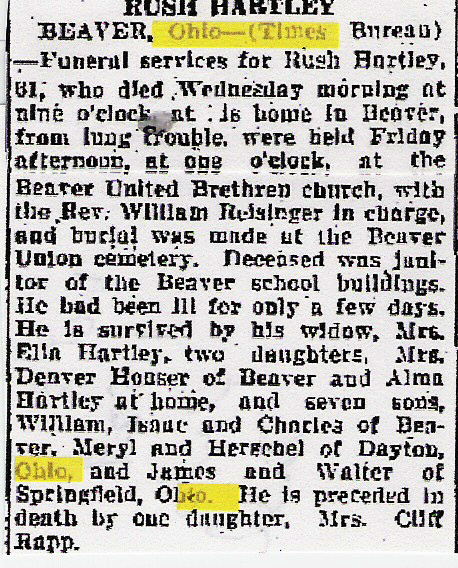 RUSH HARTLEY
BEAVER, Ohio—(Times Bureau)
—Funeral services for Rush Hartley,
61, who died Wednesday morning at
nine o'clock at is home in Beaver,
from lung trouble, were held Friday
afternoon, at one o'clock, at the
Beaver United Brethren church, with
the Rev. William Reisinger in charge,
and burial was made at the Beaver
Union cemetery. Deceased was jani-
tor of the Beaver school buildings.
He had been ill for only a few days.
He is survived by his widow, Mrs.
Ella Hartley, two daughters, Mrs.
Denver Houser of Beaver and Alma
Hartley at home, and seven sons,
William, Isaac and Charles of Bea-
ver, Meryl and Herschel of Dayton,
Ohio, and James and Walter of
Springfield, Ohio. He is preceded in
death by one daughter, Mrs. Cliff
Rapp.